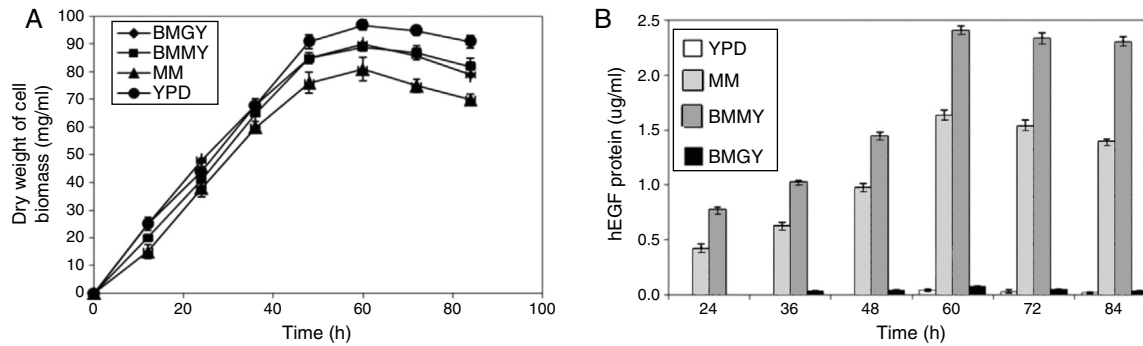 A
BMGY
BMMY
MM
YPD
100
90
80
70
60
50
40
30
20
10
0
Dry weight of cell
biomass (mg/ml)
0 20 40 60 80 100
Time (h)
B
YPD
MM
BMMY
BMGY
2.5
2.0
1.5
1.0
0.5
0.0
hEGF protein (ug/ml)
24 36 48 60 72 84
Time (h)